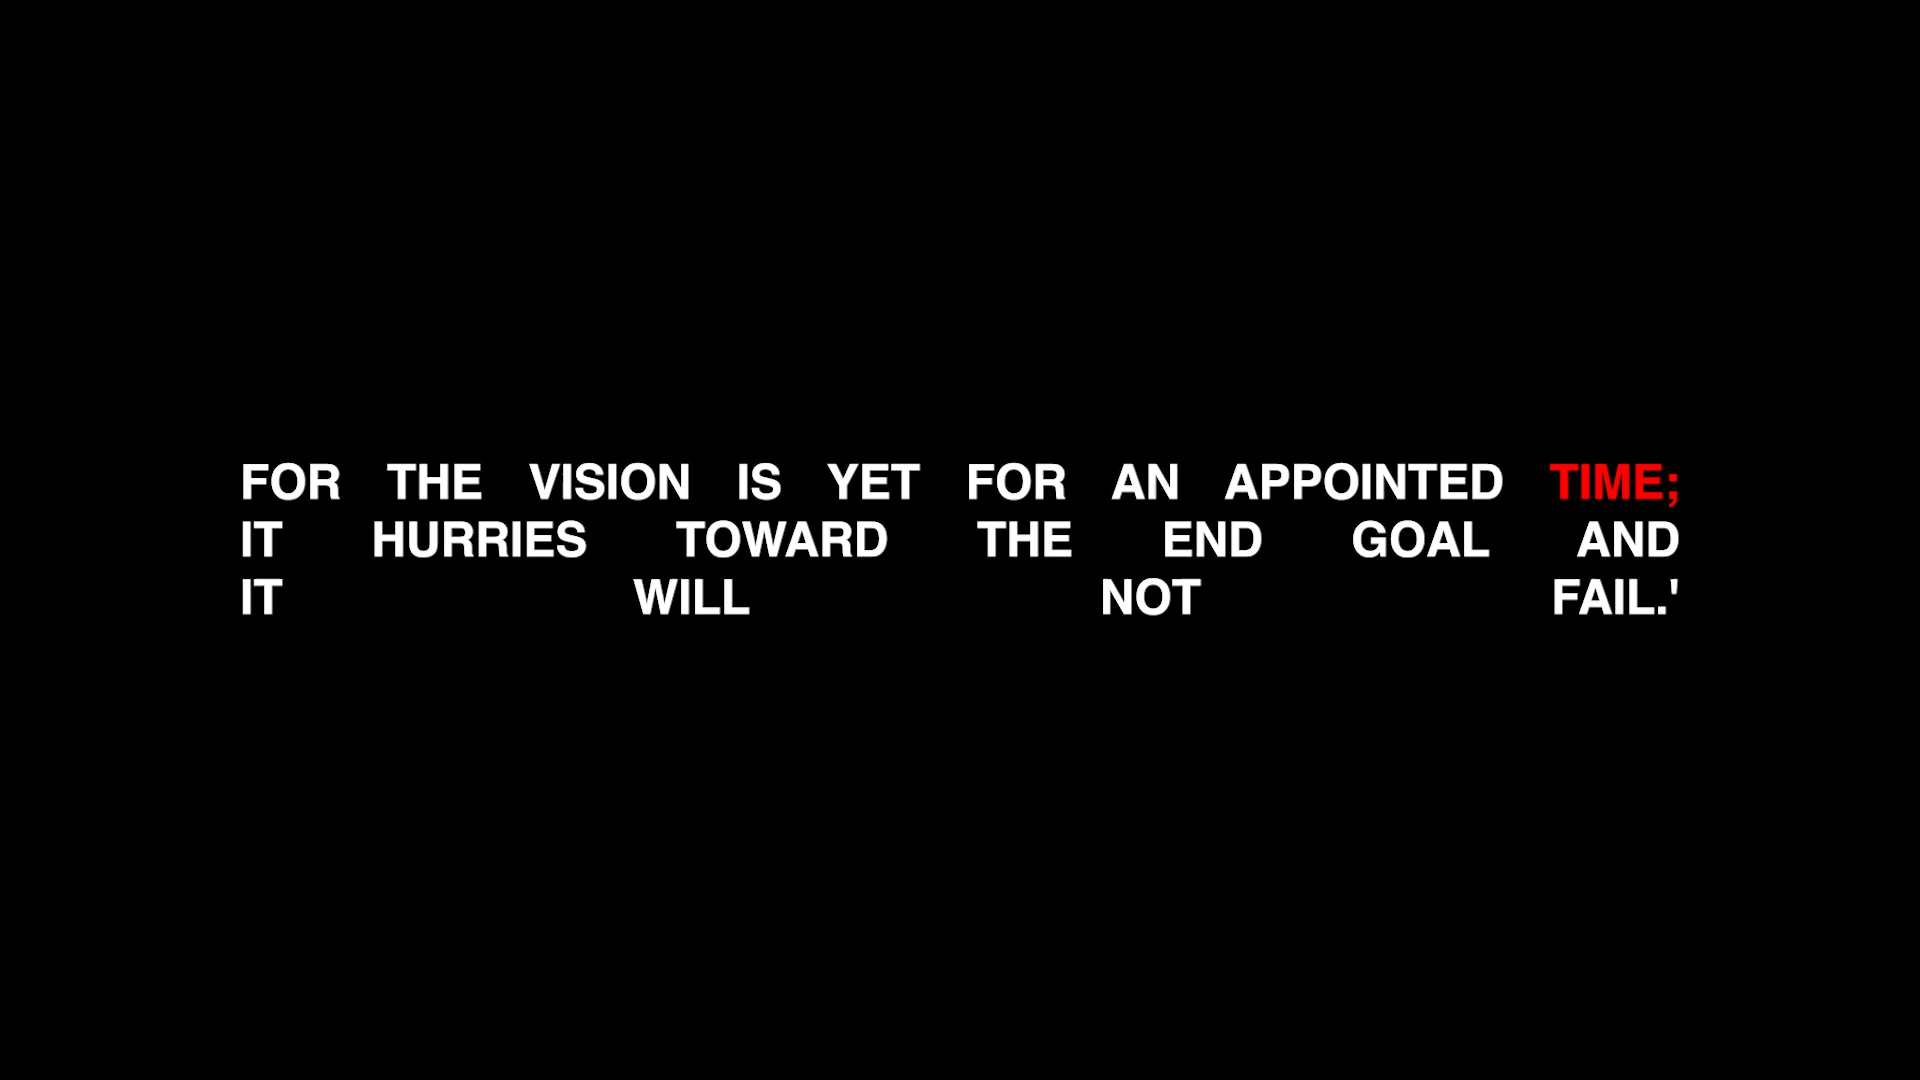 FOR THE VISION IS YET FOR AN APPOINTED TIME;
IT HURRIES TOWARD THE END GOAL AND
IT WILL NOT FAIL.'